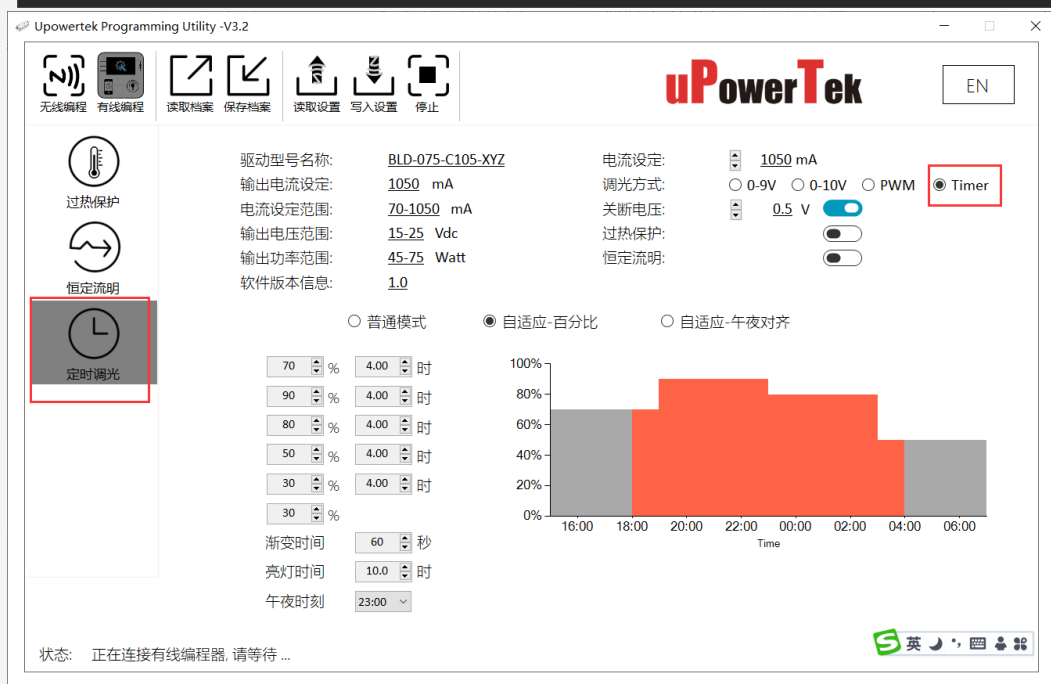 Upowertek Programming Utility -V3.2
无线编程 有线编程 读取档案 保存档案 读取设置 写入设置 停止
uPowerTek
EN
过热保护
恒定流明
定时调光
驱动型号名称: BLD-075-C105-XYZ
输出电流设定: 1050 mA
电流设定范围: 70-1050 mA
输出电压范围: 15-25 Vdc
输出功率范围: 45-75 Watt
软件版本信息: 1.0
电流设定: 1050 mA
调光方式: 0-9V 0-10V PWM Timer
关断电压: 0.5 V
过热保护:
恒定流明:
普通模式 自适应-百分比 自适应-午夜对齐
70 % 4.00 时
90 % 4.00 时
80 % 4.00 时
50 % 4.00 时
30 % 4.00 时
30 %
渐变时间 60 秒
亮灯时间 10.0 时
午夜时刻 23:00
100%
80%
60%
40%
20%
0%
16:00 18:00 20:00 22:00 00:00 02:00 04:00 06:00
Time
状态: 正在连接有线编程器, 请等待 ...
S 英